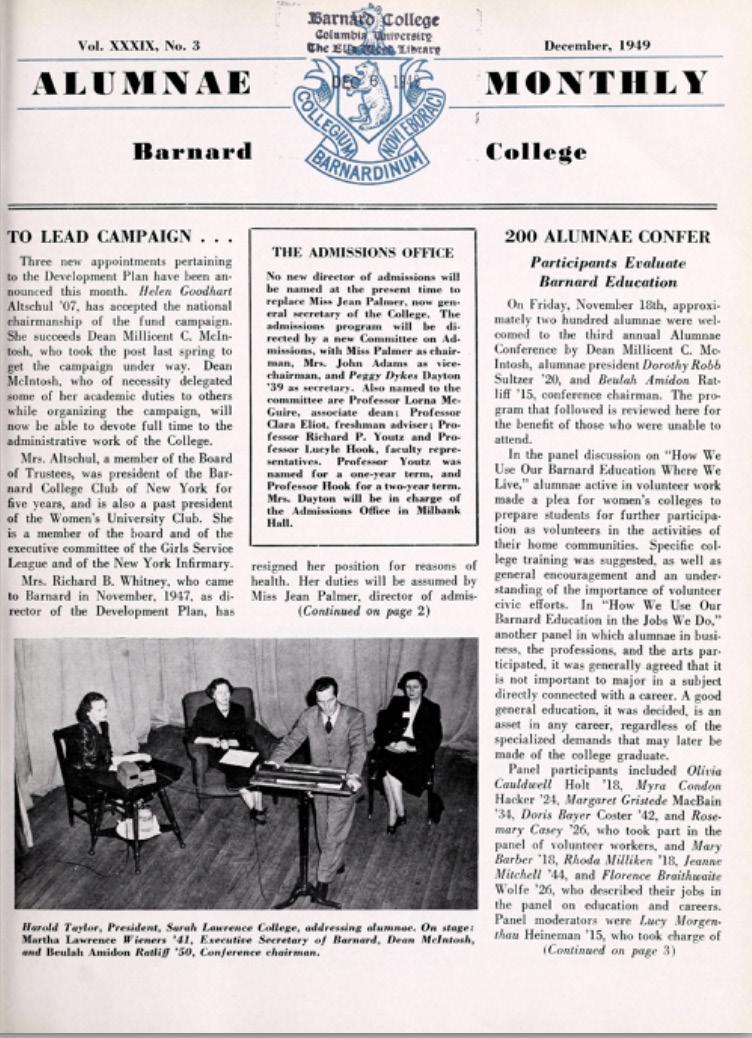 Barnard College
Columbia University
The Ella Weed Library
Vol. XXXIX, No. 3
December, 1949
ALUMNAE
MONTHLY
DEC 6 1949
COLLEGIUM
BARNARDINUM
NOVI EBORACI
Barnard
College
TO LEAD CAMPAIGN . . .
Three new appointments pertaining
to the Development Plan have been an-
nounced this month. Helen Goodhart
Altschul '07, has accepted the national
chairmanship of the fund campaign.
She succeeds Dean Millicent C. McIn-
tosh, who took the post last spring to
get the campaign under way. Dean
McIntosh, who of necessity delegated
some of her academic duties to others
while organizing the campaign, will
now be able to devote full time to the
administrative work of the College.
Mrs. Altschul, a member of the Board
of Trustees, was president of the Bar-
nard College Club of New York for
five years, and is also a past president
of the Women's University Club. She
is a member of the board and of the
executive committee of the Girls Service
League and of the New York Infirmary.
Mrs. Richard B. Whitney, who came
to Barnard in November, 1947, as di-
rector of the Development Plan, has
THE ADMISSIONS OFFICE
No new director of admissions will
be named at the present time to
replace Miss Jean Palmer, now gen-
eral secretary of the College. The
admissions program will be di-
rected by a new Committee on Ad-
missions, with Miss Palmer as chair-
man, Mrs. John Adams as vice-
chairman, and Peggy Dykes Dayton
'39 as secretary. Also named to the
committee are Professor Lorna Mc-
Guire, associate dean; Professor
Clara Eliot, freshman adviser; Pro-
fessor Richard P. Youtz and Pro-
fessor Lucyle Hook, faculty repre-
sentatives. Professor Youtz was
named for a one-year term, and
Professor Hook for a two-year term.
Mrs. Dayton will be in charge of
the Admissions Office in Milbank
Hall.
resigned her position for reasons of
health. Her duties will be assumed by
Miss Jean Palmer, director of admis-
(Continued on page 2)
200 ALUMNAE CONFER
Participants Evaluate
Barnard Education
On Friday, November 18th, approxi-
mately two hundred alumnae were wel-
comed to the third annual Alumnae
Conference by Dean Millicent C. Mc-
Intosh, alumnae president Dorothy Robb
Sultzer '20, and Beulah Amidon Rat-
liff '15, conference chairman. The pro-
gram that followed is reviewed here for
the benefit of those who were unable to
attend.
In the panel discussion on "How We
Use Our Barnard Education Where We
Live," alumnae active in volunteer work
made a plea for women's colleges to
prepare students for further participa-
tion as volunteers in the activities of
their home communities. Specific col-
lege training was suggested, as well as
general encouragement and an under-
standing of the importance of volunteer
civic efforts. In "How We Use Our
Barnard Education in the Jobs We Do,"
another panel in which alumnae in busi-
ness, the professions, and the arts par-
ticipated, it was generally agreed that it
is not important to major in a subject
directly connected with a career. A good
general education, it was decided, is an
asset in any career, regardless of the
specialized demands that may later be
made of the college graduate.
Panel participants included Olivia
Cauldwell Holt '18, Myra Condon
Hacker '24, Margaret Gristede MacBain
'34, Doris Bayer Coster '42, and Rose-
mary Casey '26, who took part in the
panel of volunteer workers, and Mary
Barber '18, Rhoda Milliken '18, Jeanne
Mitchell '44, and Florence Braithwaite
Wolfe '26, who described their jobs in
the panel on education and careers.
Panel moderators were Lucy Morgen-
thau Heineman '15, who took charge of
(Continued on page 3)
Harold Taylor, President, Sarah Lawrence College, addressing alumnae. On stage:
Martha Lawrence Wieners '41, Executive Secretary of Barnard, Dean McIntosh,
and Beulah Amidon Ratliff '50, Conference chairman.